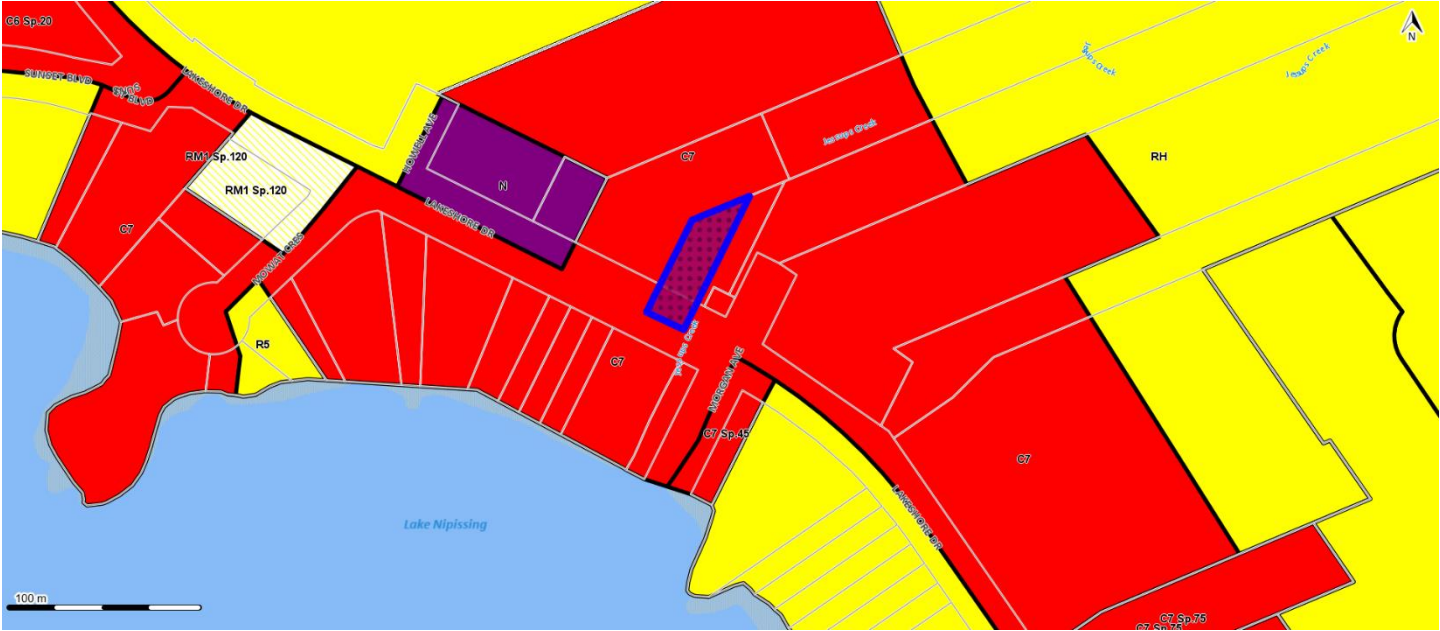 C6 Sp.20
N
SUNSET BLVD
LAKESHORE DR
Jessups Creek
RM1 Sp.120
HOWELL AVE
C7
RH
RM1 Sp.120
N
LAKESHORE DR
C7
MOWAT CRES
R5
Jessups Creek
C7
MORGAN AVE
C7 Sp.45
C7
LAKESHORE DR
Lake Nipissing
100 m
C7 Sp.75
C7 Sp.75